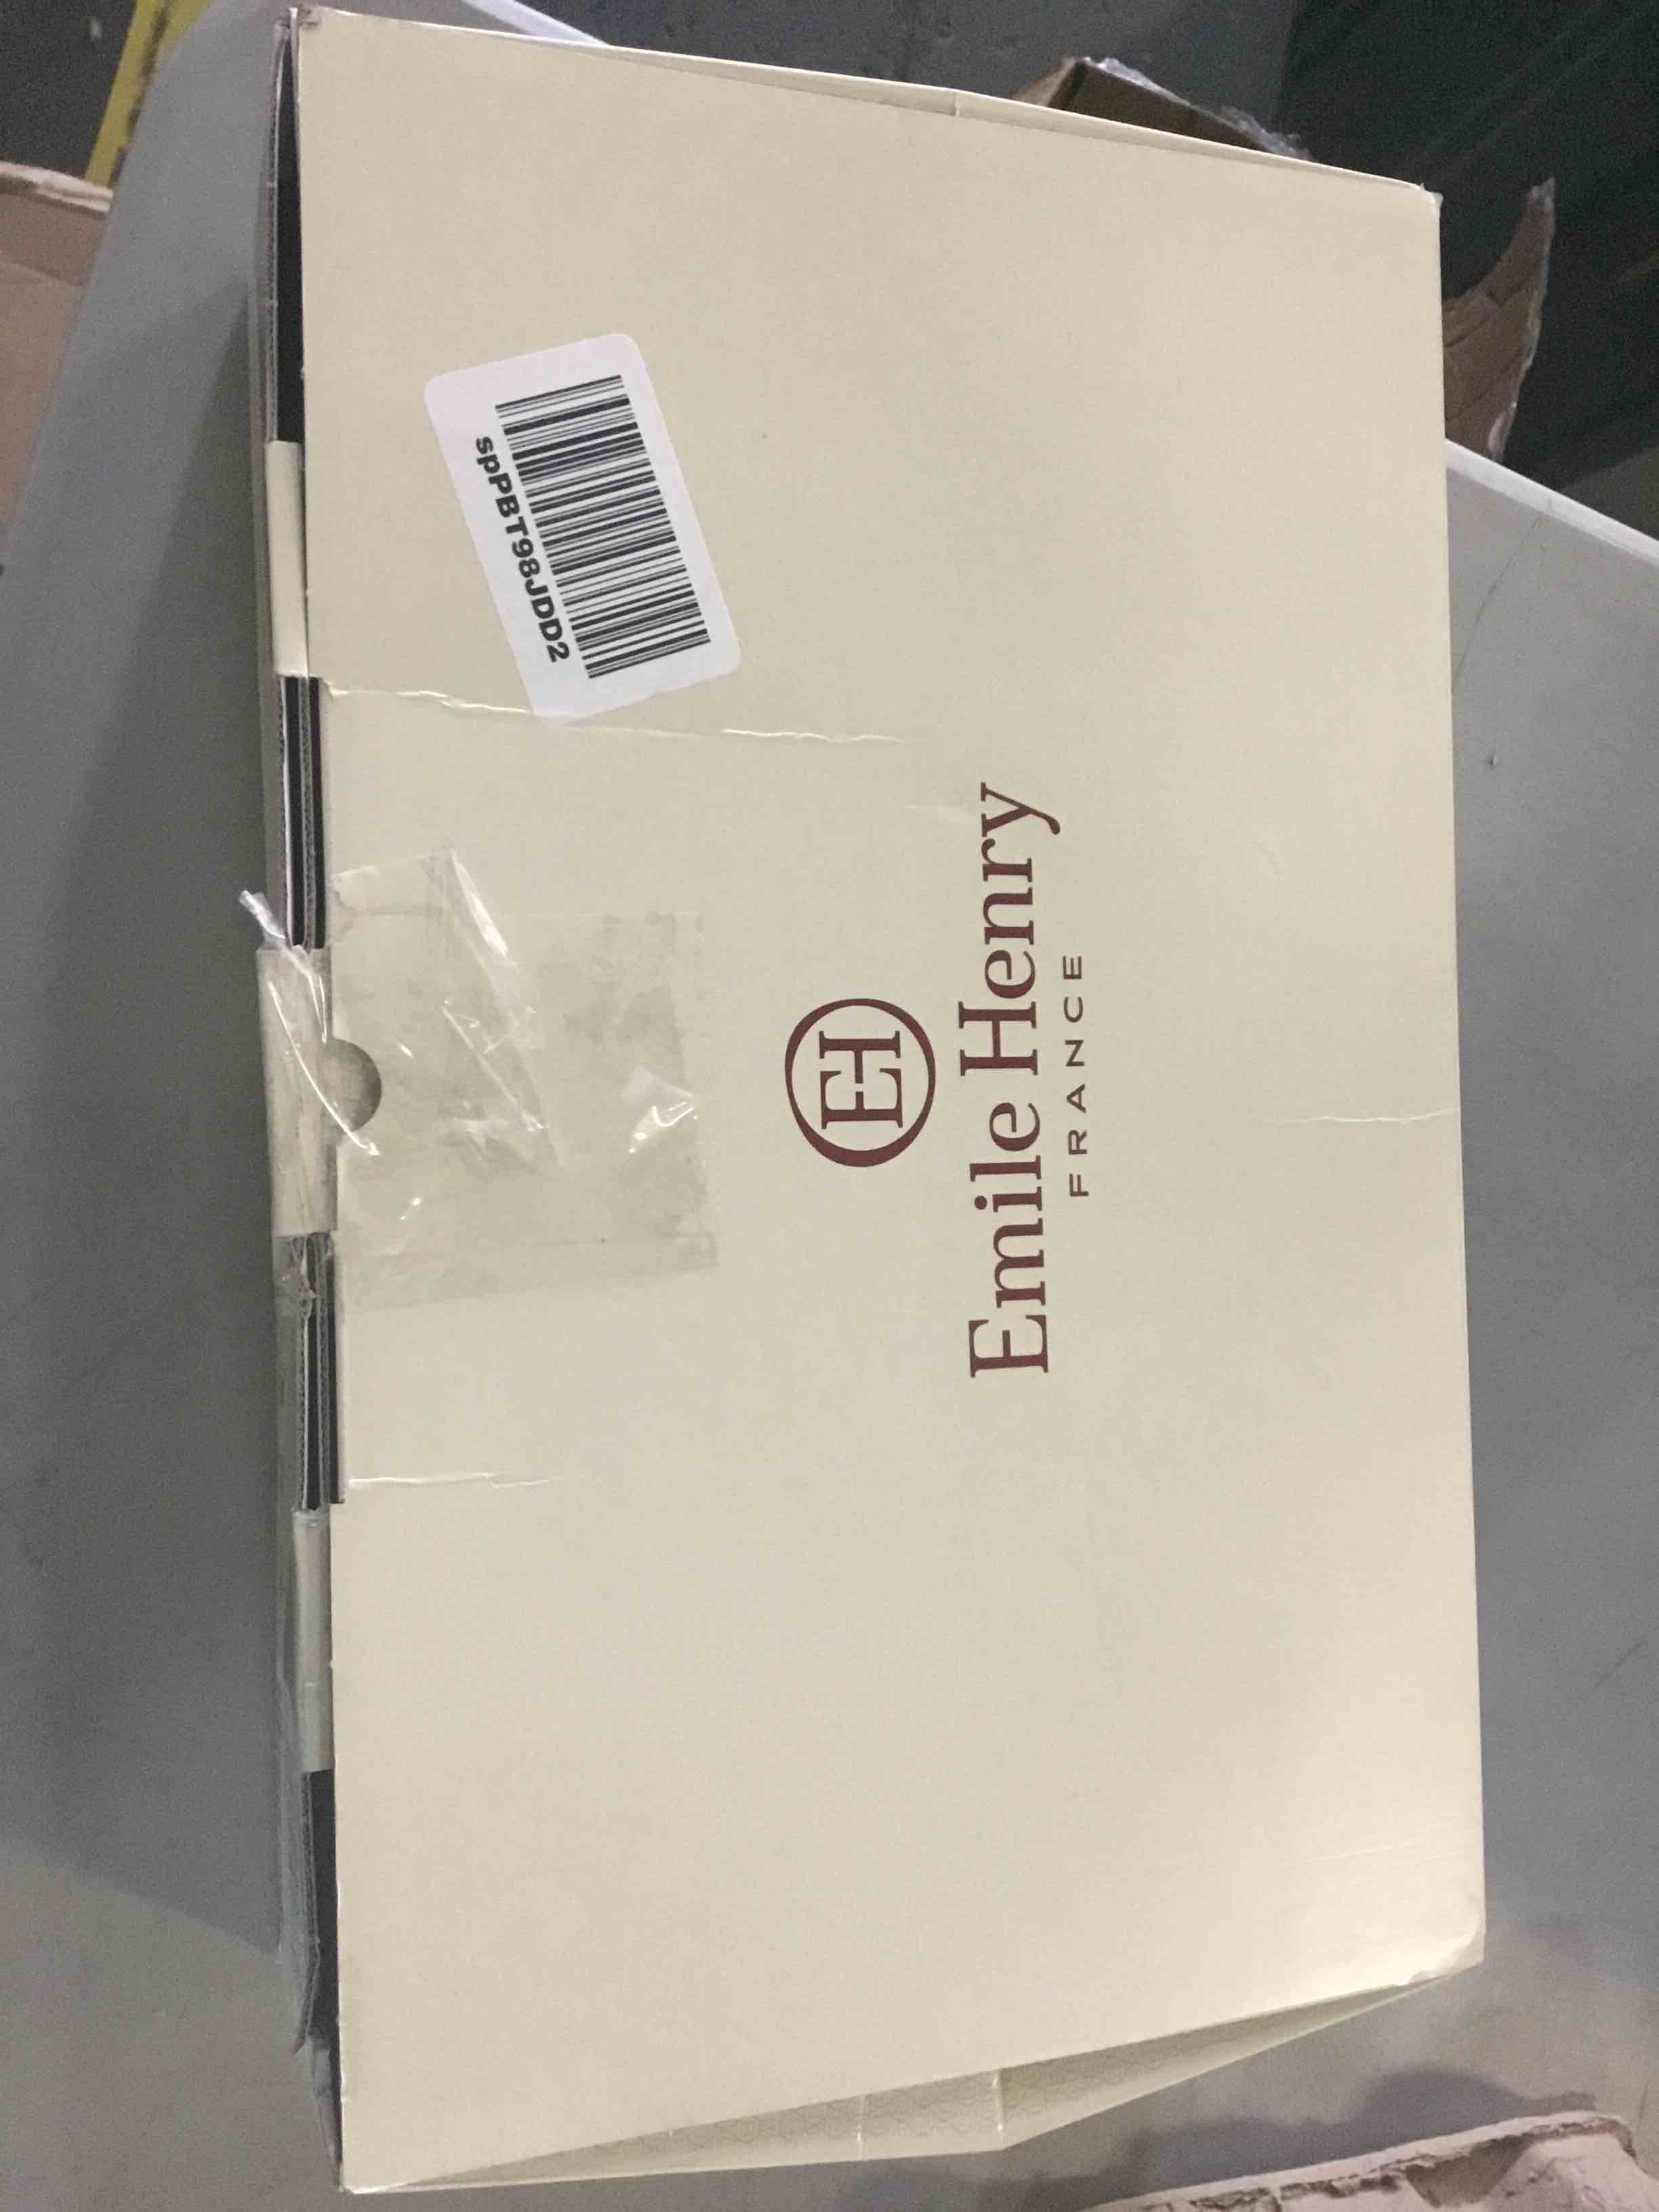 EH
Emile Henry
FRANCE
spPBT98JDD2